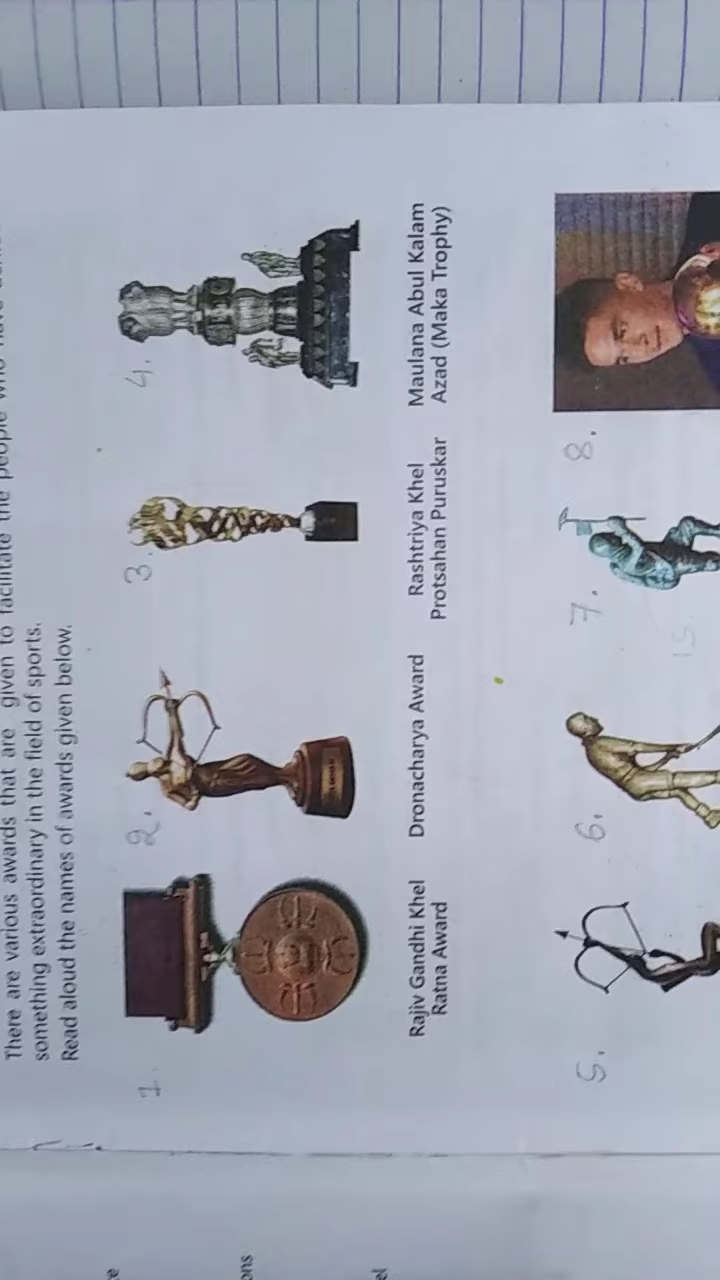 There are various awards that are given to facilitate the people who have
something extraordinary in the field of sports.
Read aloud the names of awards given below.
1.
2.
3.
4.
Rajiv Gandhi Khel
Ratna Award
Dronacharya Award
Rashtriya Khel
Protsahan Puruskar
Maulana Abul Kalam
Azad (Maka Trophy)
5.
6.
7.
8.
15